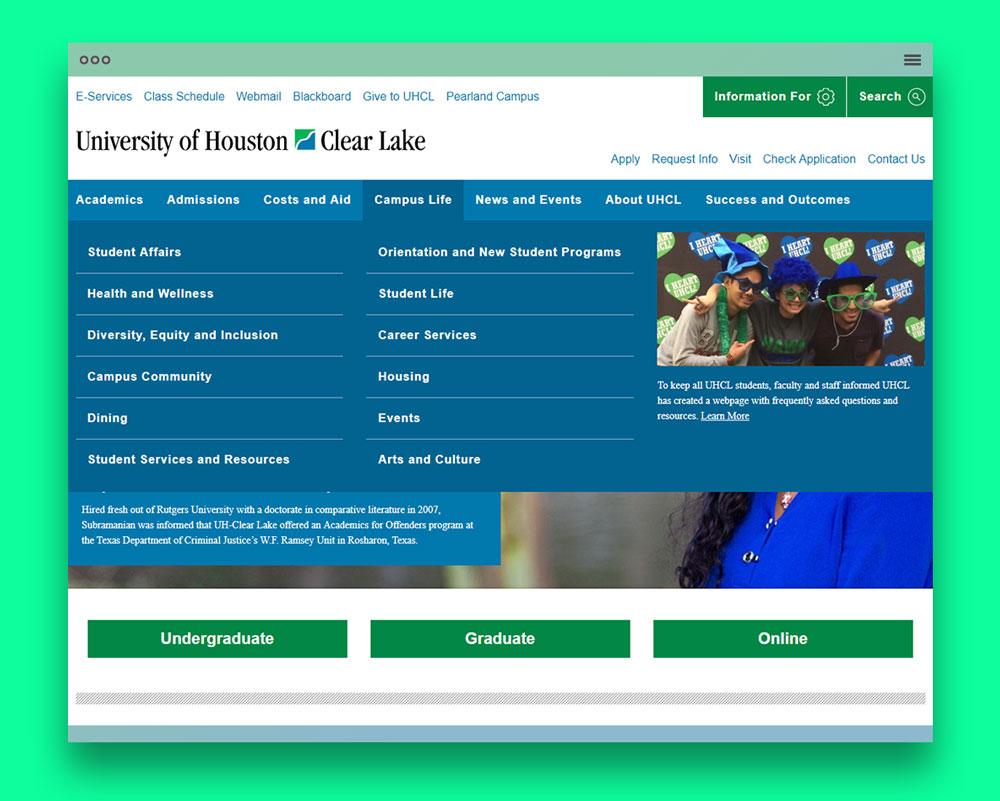 E-Services Class Schedule Webmail Blackboard Give to UHCL Pearland Campus
Information For
Search
University of Houston Clear Lake
Apply Request Info Visit Check Application Contact Us
Academics Admissions Costs and Aid Campus Life News and Events About UHCL Success and Outcomes
Student Affairs
Health and Wellness
Diversity, Equity and Inclusion
Campus Community
Dining
Student Services and Resources
Orientation and New Student Programs
Student Life
Career Services
Housing
Events
Arts and Culture
I HEART
UHCL!
To keep all UHCL students, faculty and staff informed UHCL
has created a webpage with frequently asked questions and
resources. Learn More
Hired fresh out of Rutgers University with a doctorate in comparative literature in 2007,
Subramanian was informed that UH-Clear Lake offered an Academics for Offenders program at
the Texas Department of Criminal Justice's W.F. Ramsey Unit in Rosharon, Texas.
Undergraduate
Graduate
Online